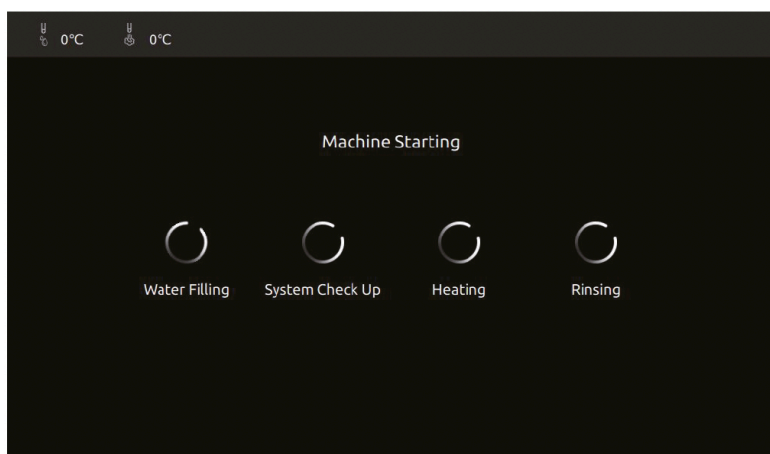 0°C 0°C
Machine Starting
Water Filling System Check Up Heating Rinsing